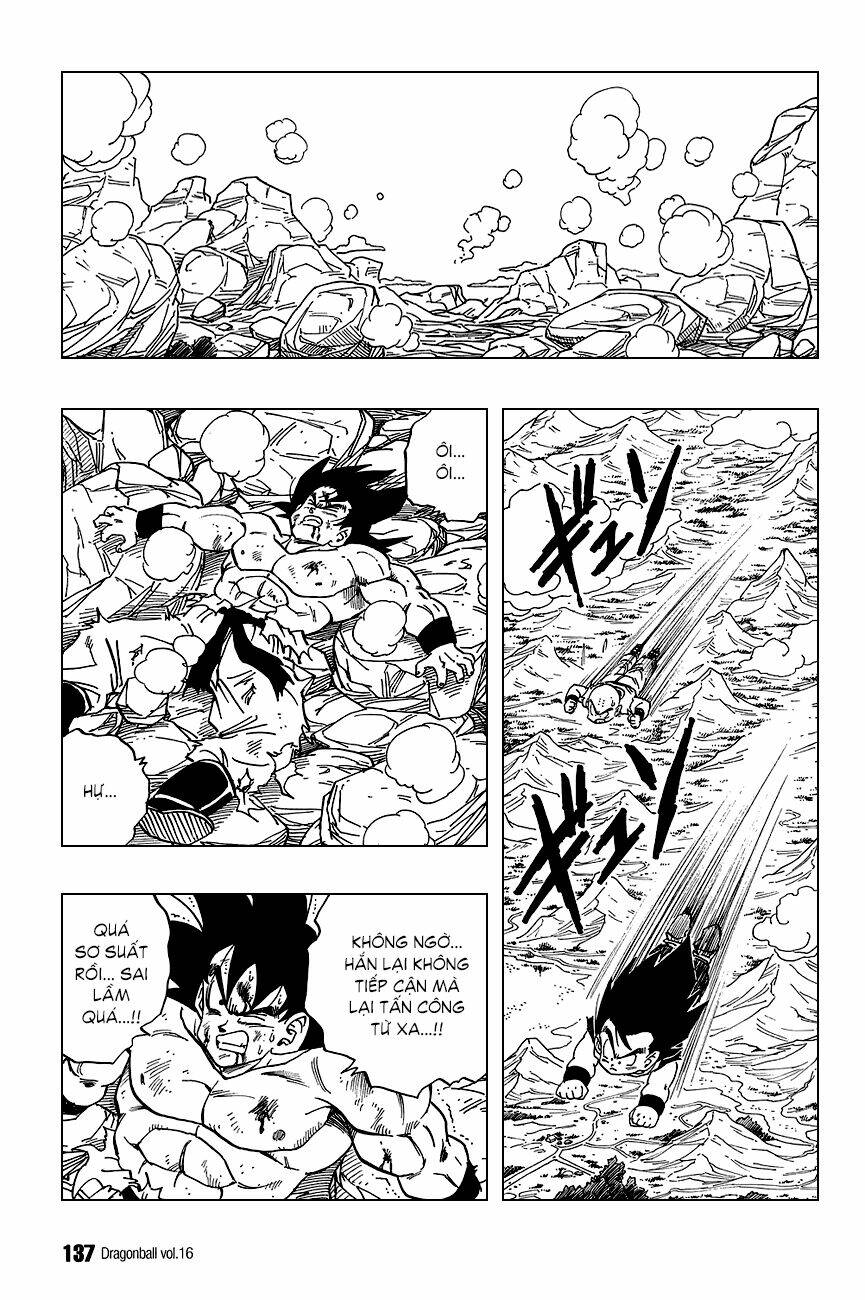 ギュン
ギュン
ÔI...
ÔI...
HỰ...
KHÔNG NGỜ...
HẮN LẠI KHÔNG
TIẾP CẬN MÀ
LẠI TẤN CÔNG
TỪ XA...!!
QUÁ
SƠ SUẤT
RỒI... SAI
LẦM
QUÁ...!!
137 Dragonball vol.16